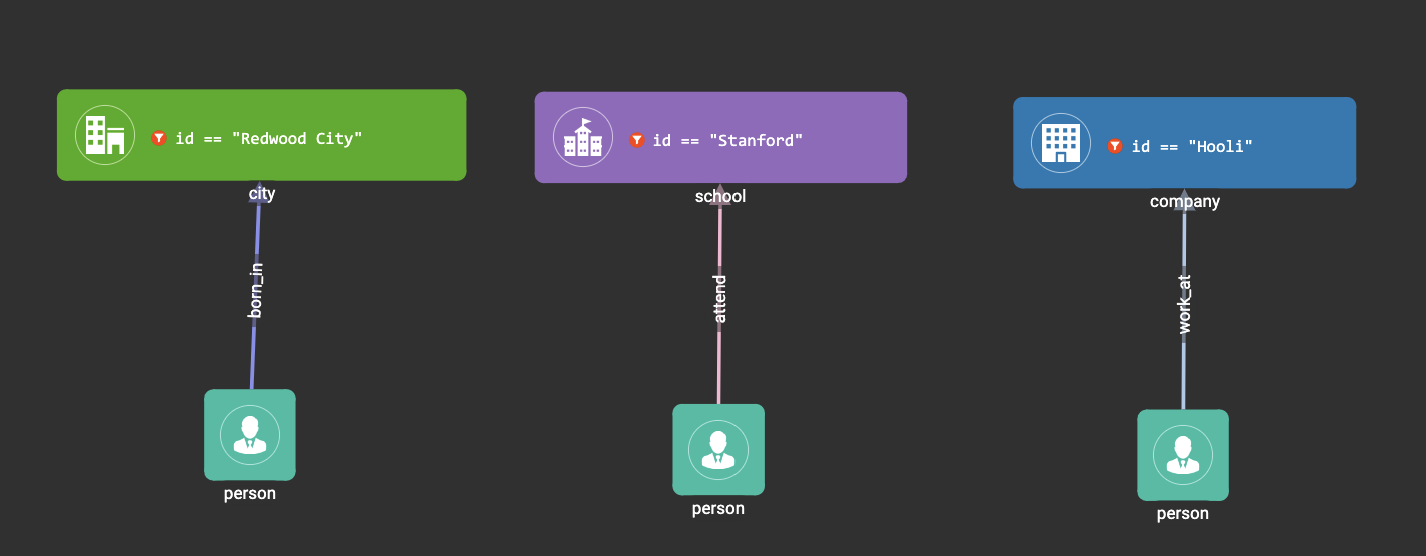 id == "Redwood City"
id == "Stanford"
id == "Hooli"
city
school
company
born_in
attend
work_at
person
person
person